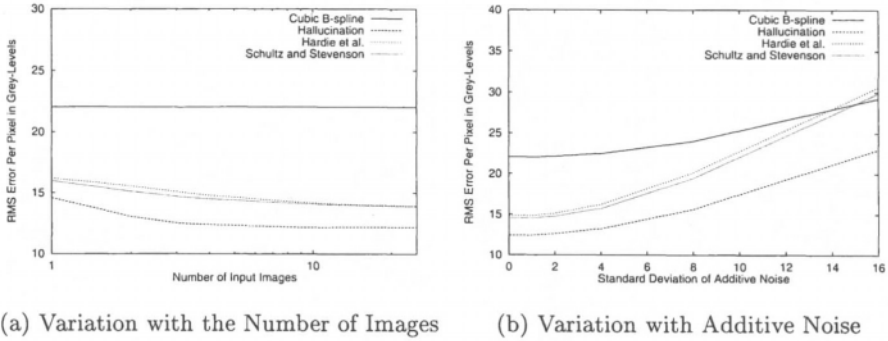 30
25
20
15
10
1
10
RMS Error Per Pixel in Grey-Levels
Number of Input Images
Cubic B-spline
Hallucination
Hardie et al.
Schultz and Stevenson
40
35
30
25
20
15
10
0 2 4 6 8 10 12 14 16
RMS Error Per Pixel in Grey-Levels
Standard Deviation of Additive Noise
Cubic B-spline
Hallucination
Hardie et al.
Schultz and Stevenson
(a) Variation with the Number of Images
(b) Variation with Additive Noise